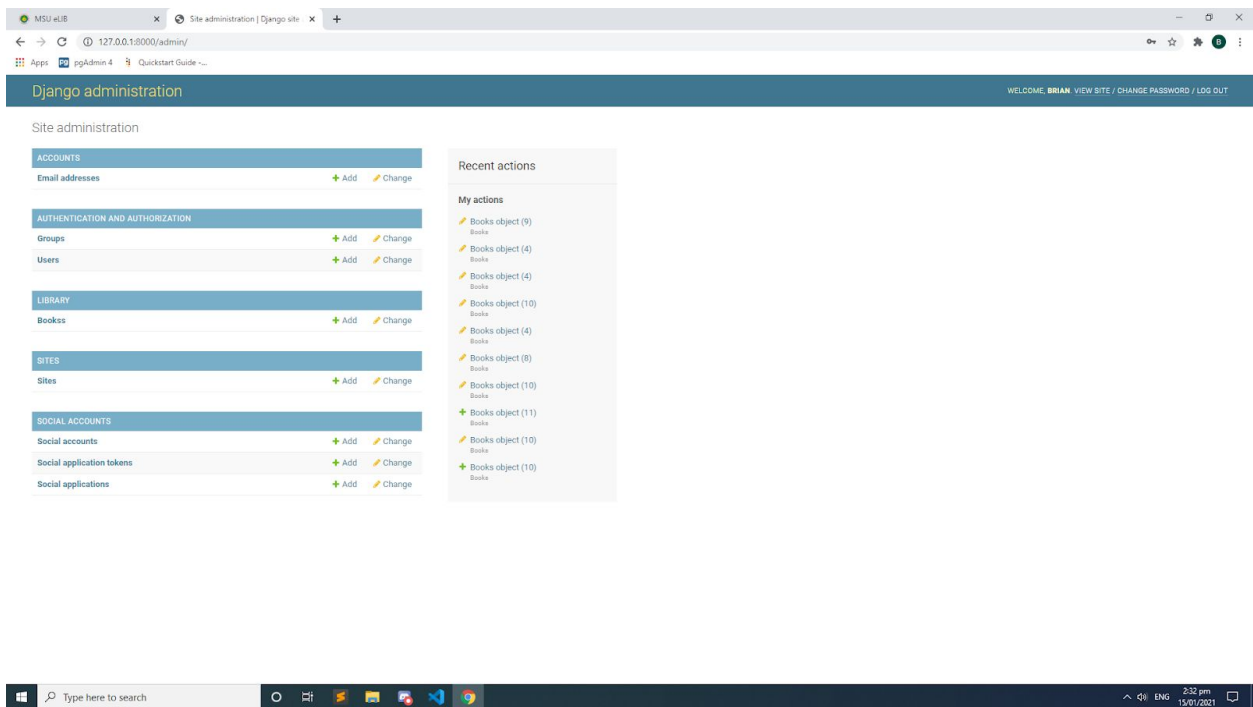 MSU eLIB
Site administration | Django site
127.0.0.1:8000/admin/
B
Apps
Pg
pgAdmin 4
Quickstart Guide -...
Django administration
WELCOME, BRIAN. VIEW SITE / CHANGE PASSWORD / LOG OUT
Site administration
ACCOUNTS
Email addresses + Add Change
AUTHENTICATION AND AUTHORIZATION
Groups + Add Change
Users + Add Change
LIBRARY
Bookss + Add Change
SITES
Sites + Add Change
SOCIAL ACCOUNTS
Social accounts + Add Change
Social application tokens + Add Change
Social applications + Add Change
Recent actions
My actions
Books object (9)
Books
Books object (4)
Books
Books object (4)
Books
Books object (10)
Books
Books object (4)
Books
Books object (8)
Books
Books object (10)
Books
+ Books object (11)
Books
Books object (10)
Books
+ Books object (10)
Books
Type here to search
ENG
2:32 pm
15/01/2021